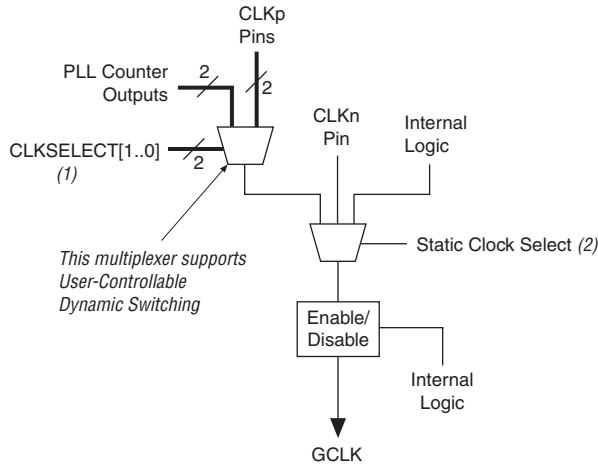 CLKp
Pins
PLL Counter
Outputs
2
2
CLKSELECT[1..0]
(1)
2
CLKn
Pin
Internal
Logic
This multiplexer supports
User-Controllable
Dynamic Switching
Static Clock Select (2)
Enable/
Disable
Internal
Logic
GCLK